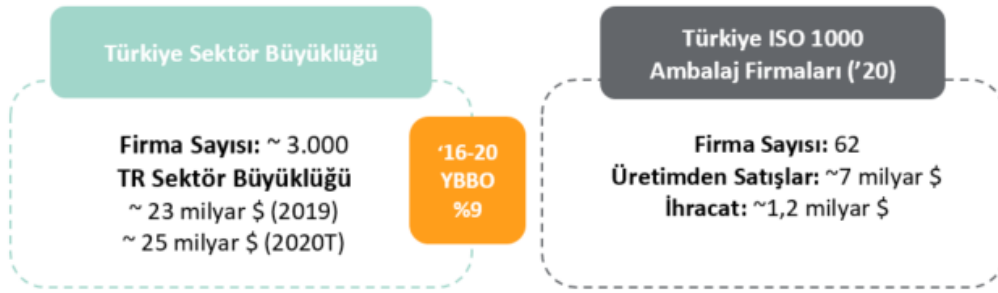 Türkiye Sektör Büyüklüğü
Firma Sayısı: ~ 3.000
TR Sektör Büyüklüğü
~ 23 milyar $ (2019)
~ 25 milyar $ (2020T)
‘16-20
YBBO
%9
Türkiye ISO 1000
Ambalaj Firmaları (’20)
Firma Sayısı: 62
Üretimden Satışlar: ~7 milyar $
İhracat: ~1,2 milyar $